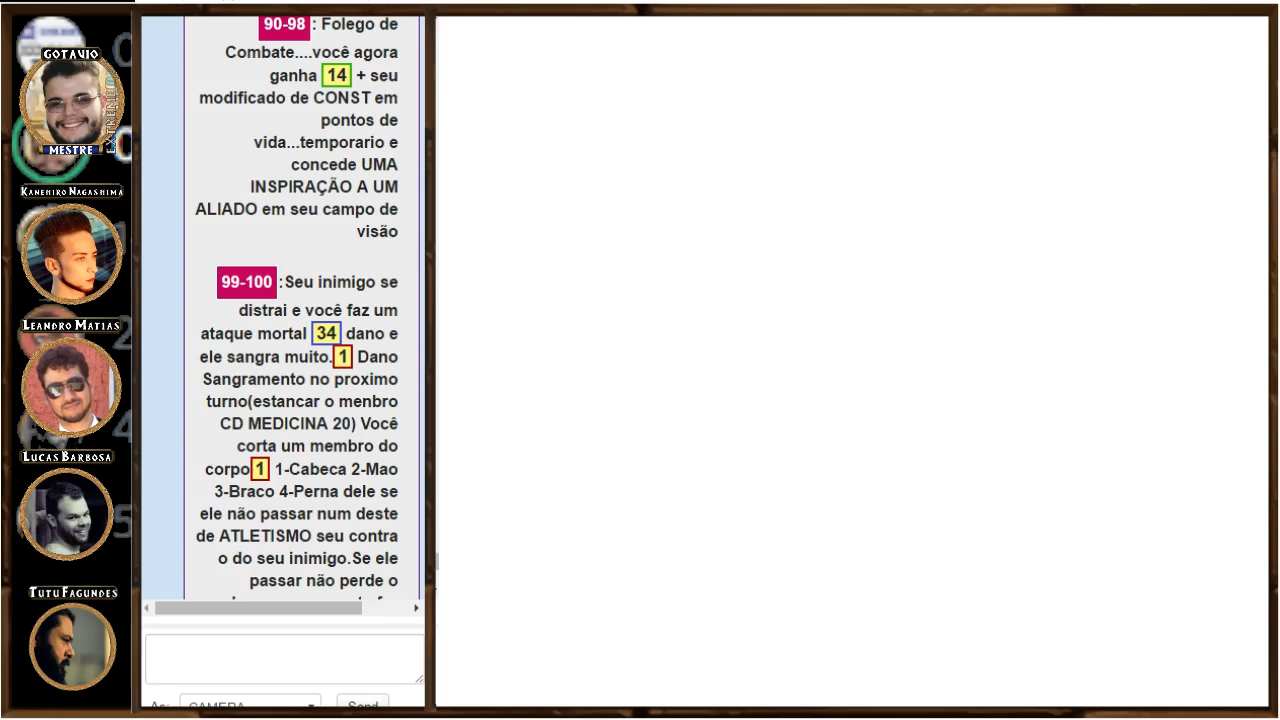 GOTAVIO
EXTREMED
MESTRE
KANEHIRO NAGASHIMA
LEANDRO MATIAS
LUCAS BARBOSA
TUTU FAGUNDES
90-98 : Folego de
Combate....você agora
ganha 14 + seu
modificado de CONST em
pontos de
vida...temporario e
concede UMA
INSPIRAÇÃO A UM
ALIADO em seu campo de
visão
99-100 :Seu inimigo se
distrai e você faz um
ataque mortal 34 dano e
ele sangra muito. 1 Dano
Sangramento no proximo
turno(estancar o menbro
CD MEDICINA 20) Você
corta um membro do
corpo 1 1-Cabeca 2-Mao
3-Braco 4-Perna dele se
ele não passar num deste
de ATLETISMO seu contra
o do seu inimigo.Se ele
passar não perde o
As: CAMERA Send